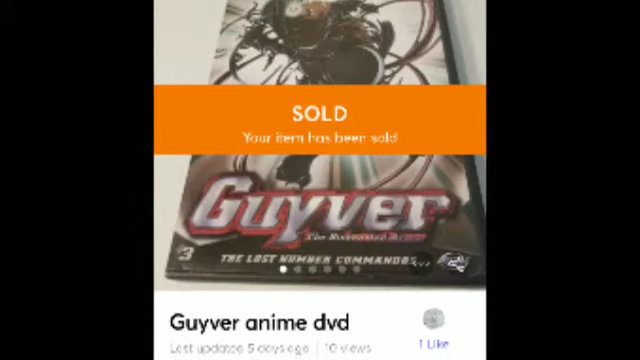 SOLD
Your item has been sold
Guyver
The Bioboosted Armor
3
THE LOST NUMBER COMMANDOS
Guyver anime dvd
Last updated 5 days ago | 10 views
1 Like